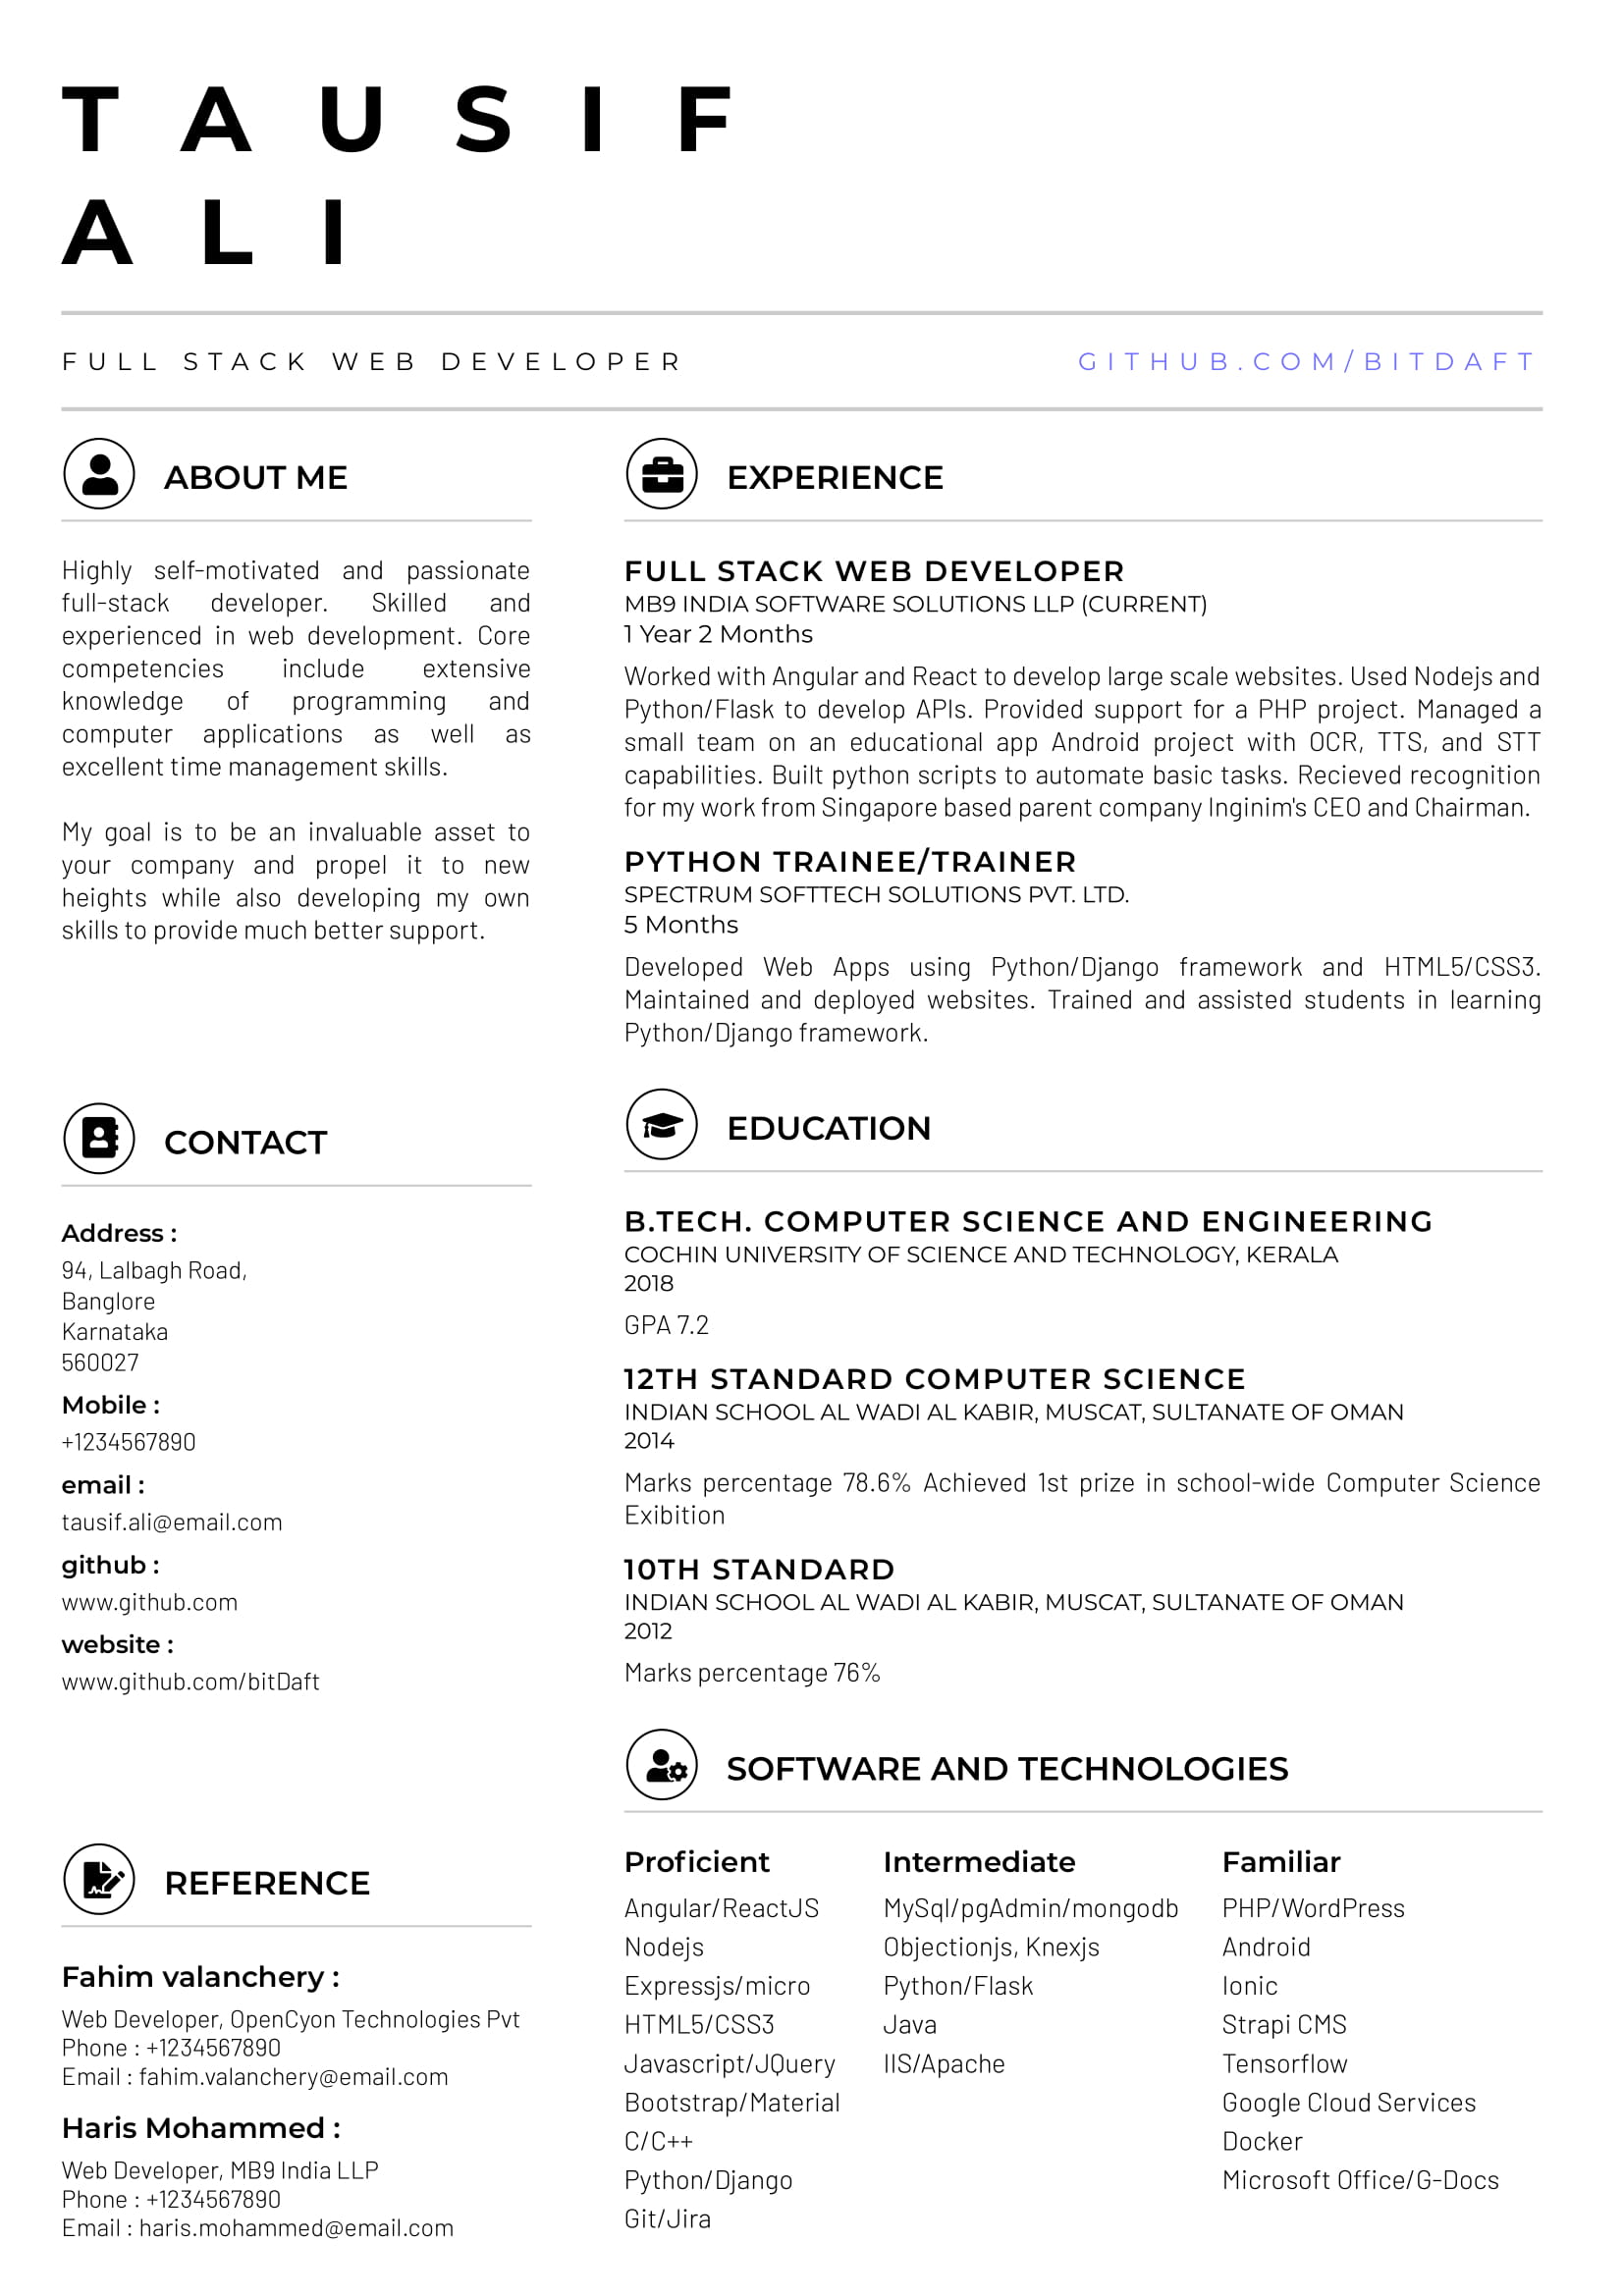 TAUSIF
ALI
FULL STACK WEB DEVELOPER
GITHUB.COM/BITDAFT
ABOUT ME
Highly self-motivated and passionate
full-stack developer. Skilled and
experienced in web development. Core
competencies include extensive
knowledge of programming and
computer applications as well as
excellent time management skills.
My goal is to be an invaluable asset to
your company and propel it to new
heights while also developing my own
skills to provide much better support.
CONTACT
Address :
94, Lalbagh Road,
Banglore
Karnataka
560027
Mobile :
+1234567890
email :
tausif.ali@email.com
github :
www.github.com
website :
www.github.com/bitDaft
REFERENCE
Fahim valanchery :
Web Developer, OpenCyon Technologies Pvt
Phone : +1234567890
Email : fahim.valanchery@email.com
Haris Mohammed :
Web Developer, MB9 India LLP
Phone : +1234567890
Email : haris.mohammed@email.com
EXPERIENCE
FULL STACK WEB DEVELOPER
MB9 INDIA SOFTWARE SOLUTIONS LLP (CURRENT)
1 Year 2 Months
Worked with Angular and React to develop large scale websites. Used Nodejs and
Python/Flask to develop APIs. Provided support for a PHP project. Managed a
small team on an educational app Android project with OCR, TTS, and STT
capabilities. Built python scripts to automate basic tasks. Recieved recognition
for my work from Singapore based parent company Inginim's CEO and Chairman.
PYTHON TRAINEE/TRAINER
SPECTRUM SOFTTECH SOLUTIONS PVT. LTD.
5 Months
Developed Web Apps using Python/Django framework and HTML5/CSS3.
Maintained and deployed websites. Trained and assisted students in learning
Python/Django framework.
EDUCATION
B.TECH. COMPUTER SCIENCE AND ENGINEERING
COCHIN UNIVERSITY OF SCIENCE AND TECHNOLOGY, KERALA
2018
GPA 7.2
12TH STANDARD COMPUTER SCIENCE
INDIAN SCHOOL AL WADI AL KABIR, MUSCAT, SULTANATE OF OMAN
2014
Marks percentage 78.6% Achieved 1st prize in school-wide Computer Science
Exibition
10TH STANDARD
INDIAN SCHOOL AL WADI AL KABIR, MUSCAT, SULTANATE OF OMAN
2012
Marks percentage 76%
SOFTWARE AND TECHNOLOGIES
Proficient
Angular/ReactJS
Nodejs
Expressjs/micro
HTML5/CSS3
Javascript/JQuery
Bootstrap/Material
C/C++
Python/Django
Git/Jira
Intermediate
MySql/pgAdmin/mongodb
Objectionjs, Knexjs
Python/Flask
Java
IIS/Apache
Familiar
PHP/WordPress
Android
Ionic
Strapi CMS
Tensorflow
Google Cloud Services
Docker
Microsoft Office/G-Docs